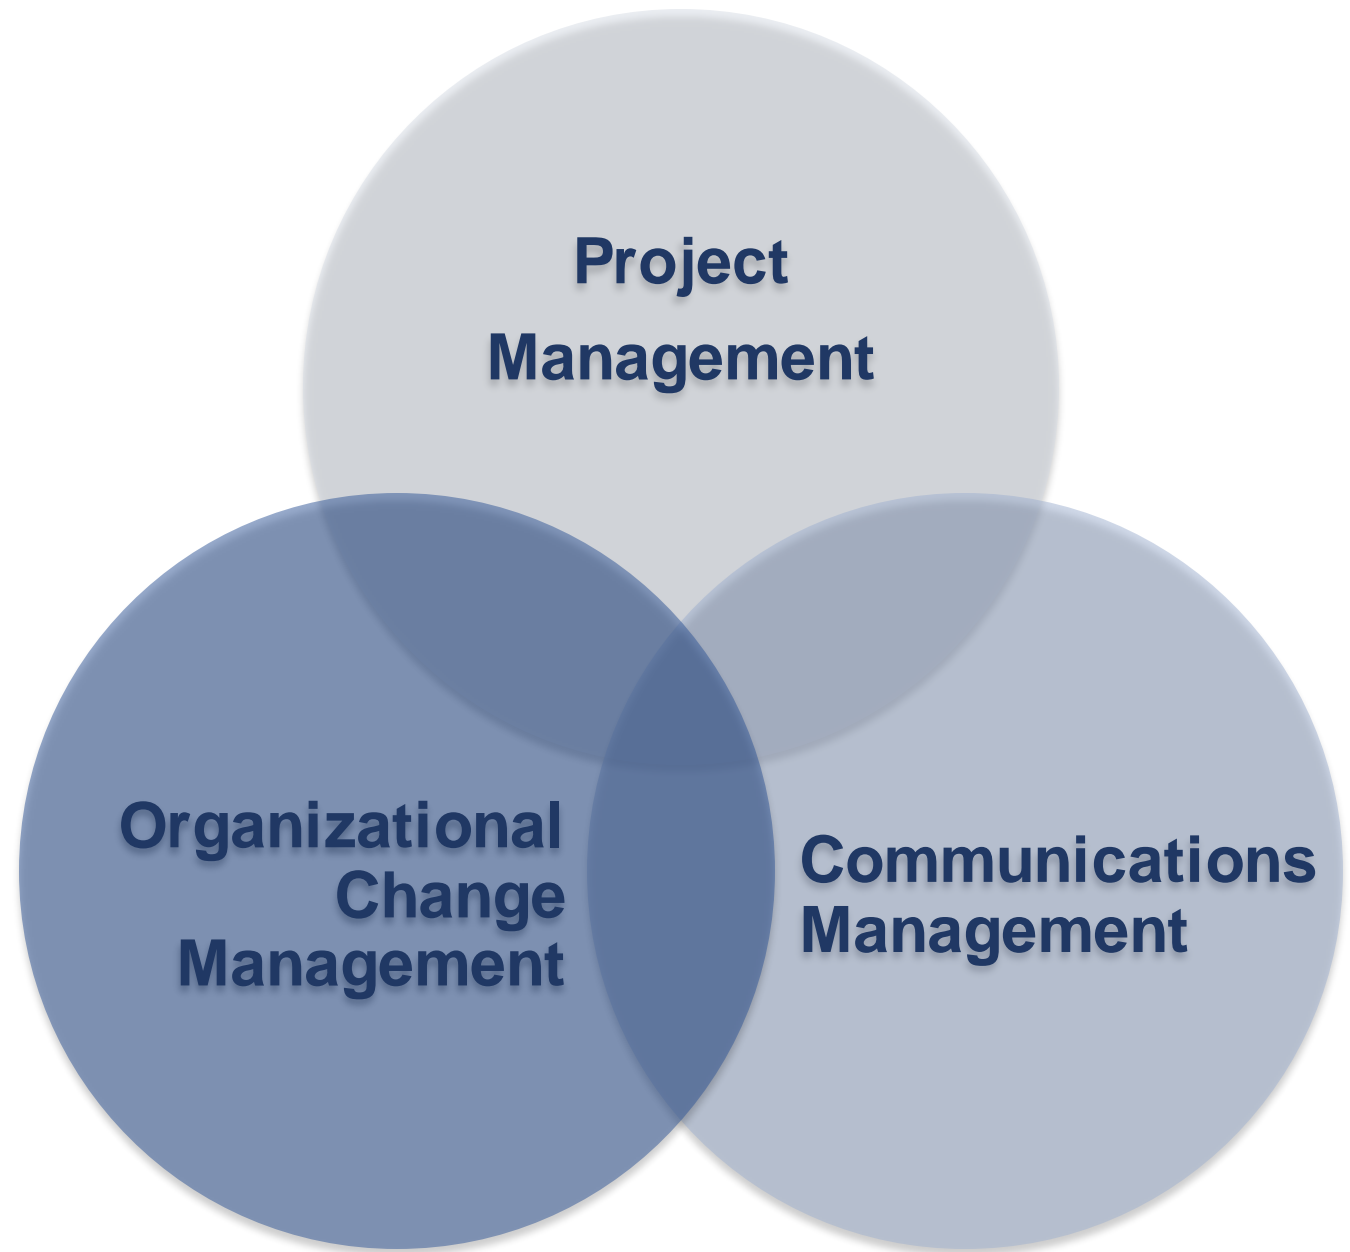 Project
Management
Organizational
Change
Management
Communications
Management